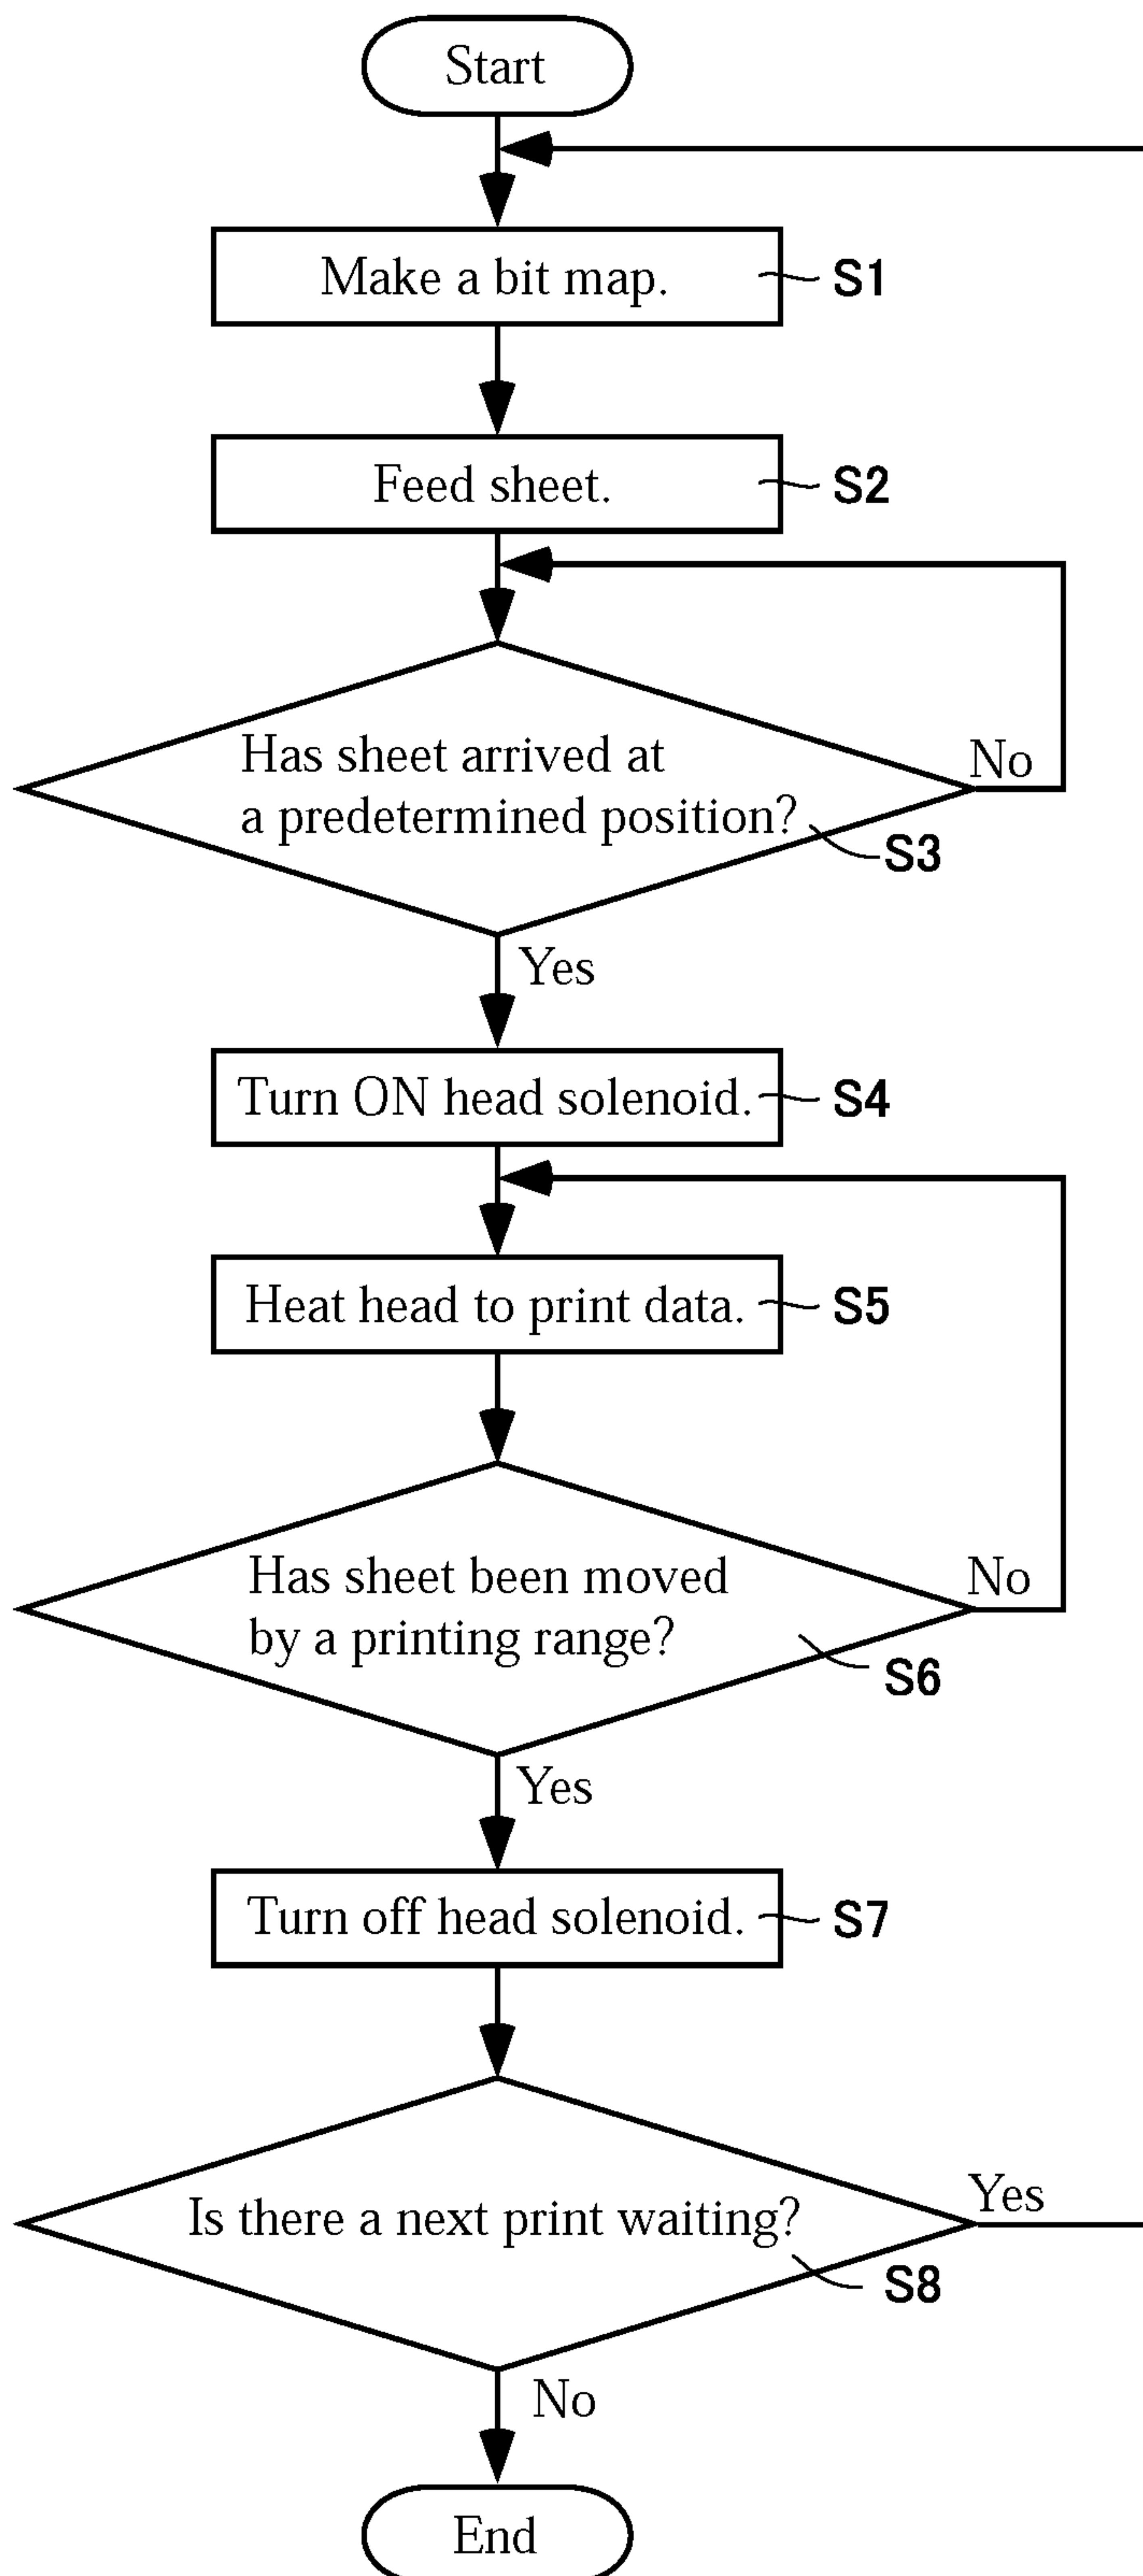 Start
Make a bit map.
S1
Feed sheet.
S2
Has sheet arrived at
a predetermined position?
No
S3
Yes
Turn ON head solenoid.
S4
Heat head to print data.
S5
Has sheet been moved
by a printing range?
No
S6
Yes
Turn off head solenoid.
S7
Is there a next print waiting?
Yes
S8
No
End